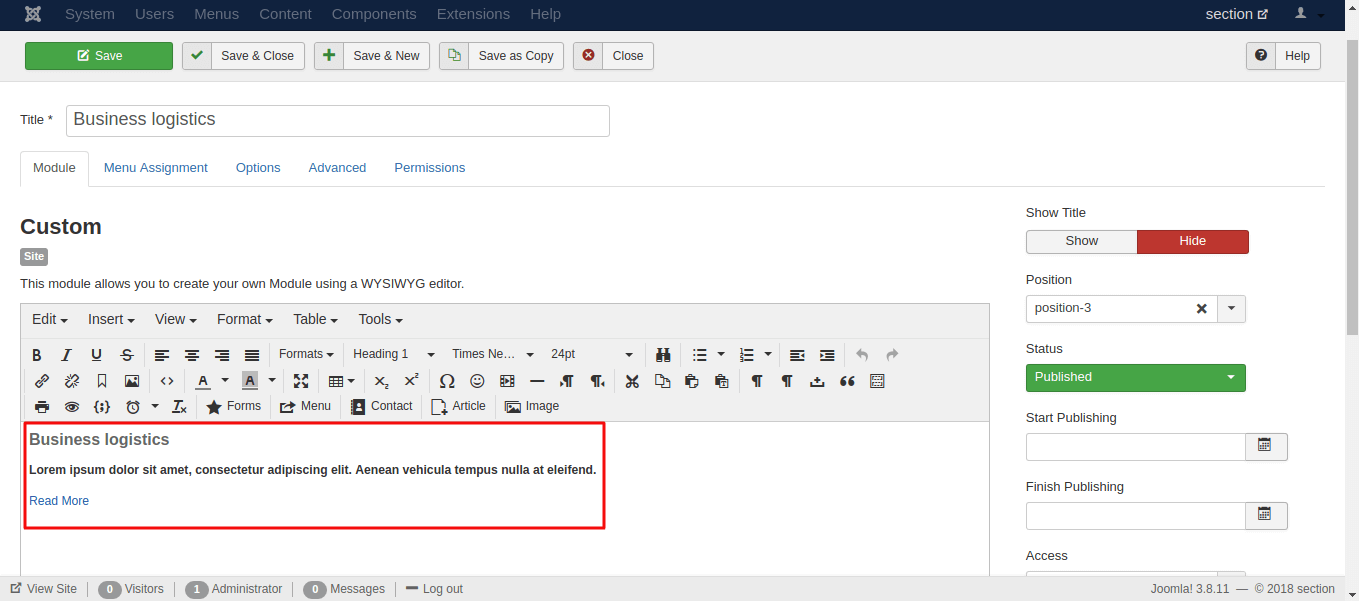 System Users Menus Content Components Extensions Help section
Save Save & Close Save & New Save as Copy Close Help
Title * Business logistics
Module Menu Assignment Options Advanced Permissions
Custom
Site
This module allows you to create your own Module using a WYSIWYG editor.
Edit Insert View Format Table Tools
Formats Heading 1 Times Ne... 24pt
Forms Menu Contact Article Image
Business logistics
Lorem ipsum dolor sit amet, consectetur adipiscing elit. Aenean vehicula tempus nulla at eleifend.
Read More
Show Title
Show Hide
Position
position-3
Status
Published
Start Publishing
Finish Publishing
Access
View Site 0 Visitors 1 Administrator 0 Messages Log out Joomla! 3.8.11 — © 2018 section